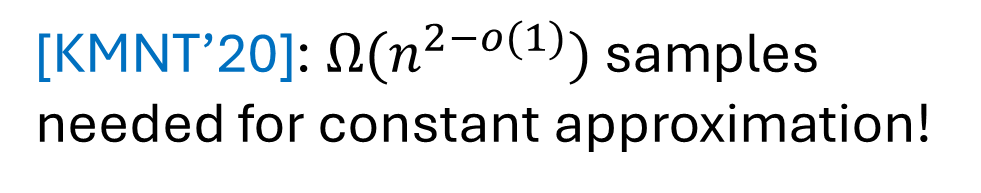 [KMNT’20]: Ω(n^{2−o(1)}) samples
needed for constant approximation!